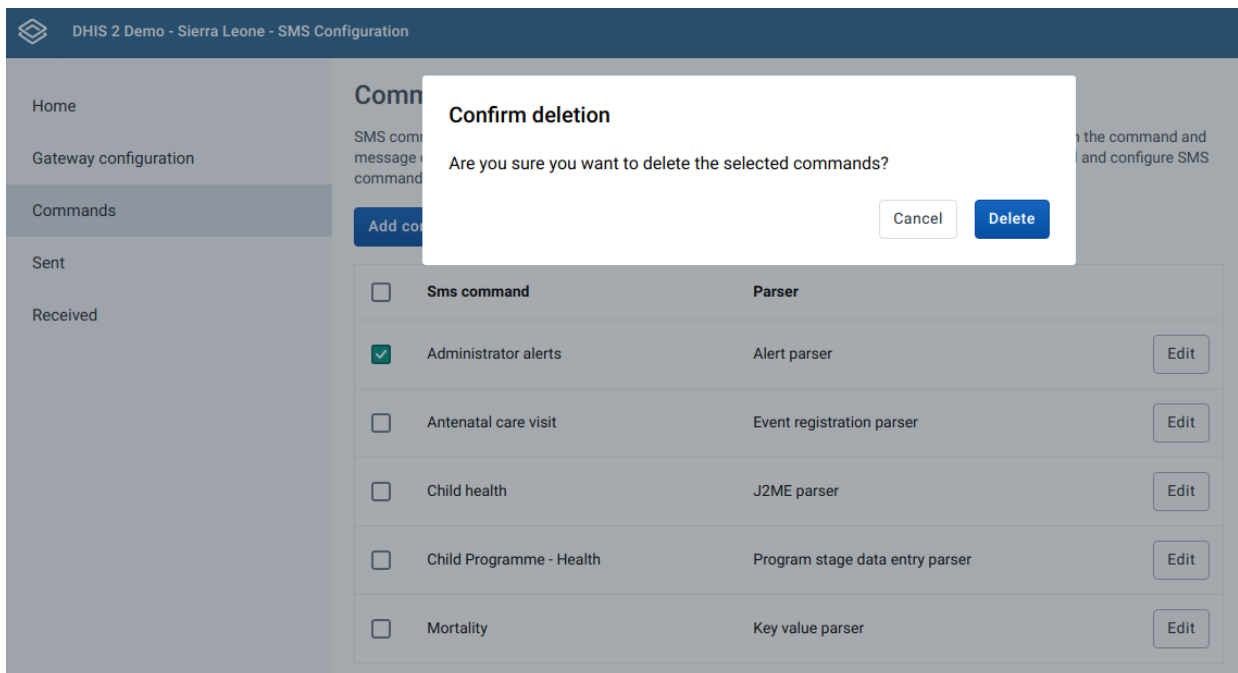 DHIS 2 Demo - Sierra Leone - SMS Configuration
Home
Gateway configuration
Commands
Sent
Received
SMS
message
command
the command and
and configure SMS
Confirm deletion
Are you sure you want to delete the selected commands?
Cancel
Delete
Add
Sms command
Parser
Administrator alerts
Alert parser
Edit
Antenatal care visit
Event registration parser
Edit
Child health
J2ME parser
Edit
Child Programme - Health
Program stage data entry parser
Edit
Mortality
Key value parser
Edit